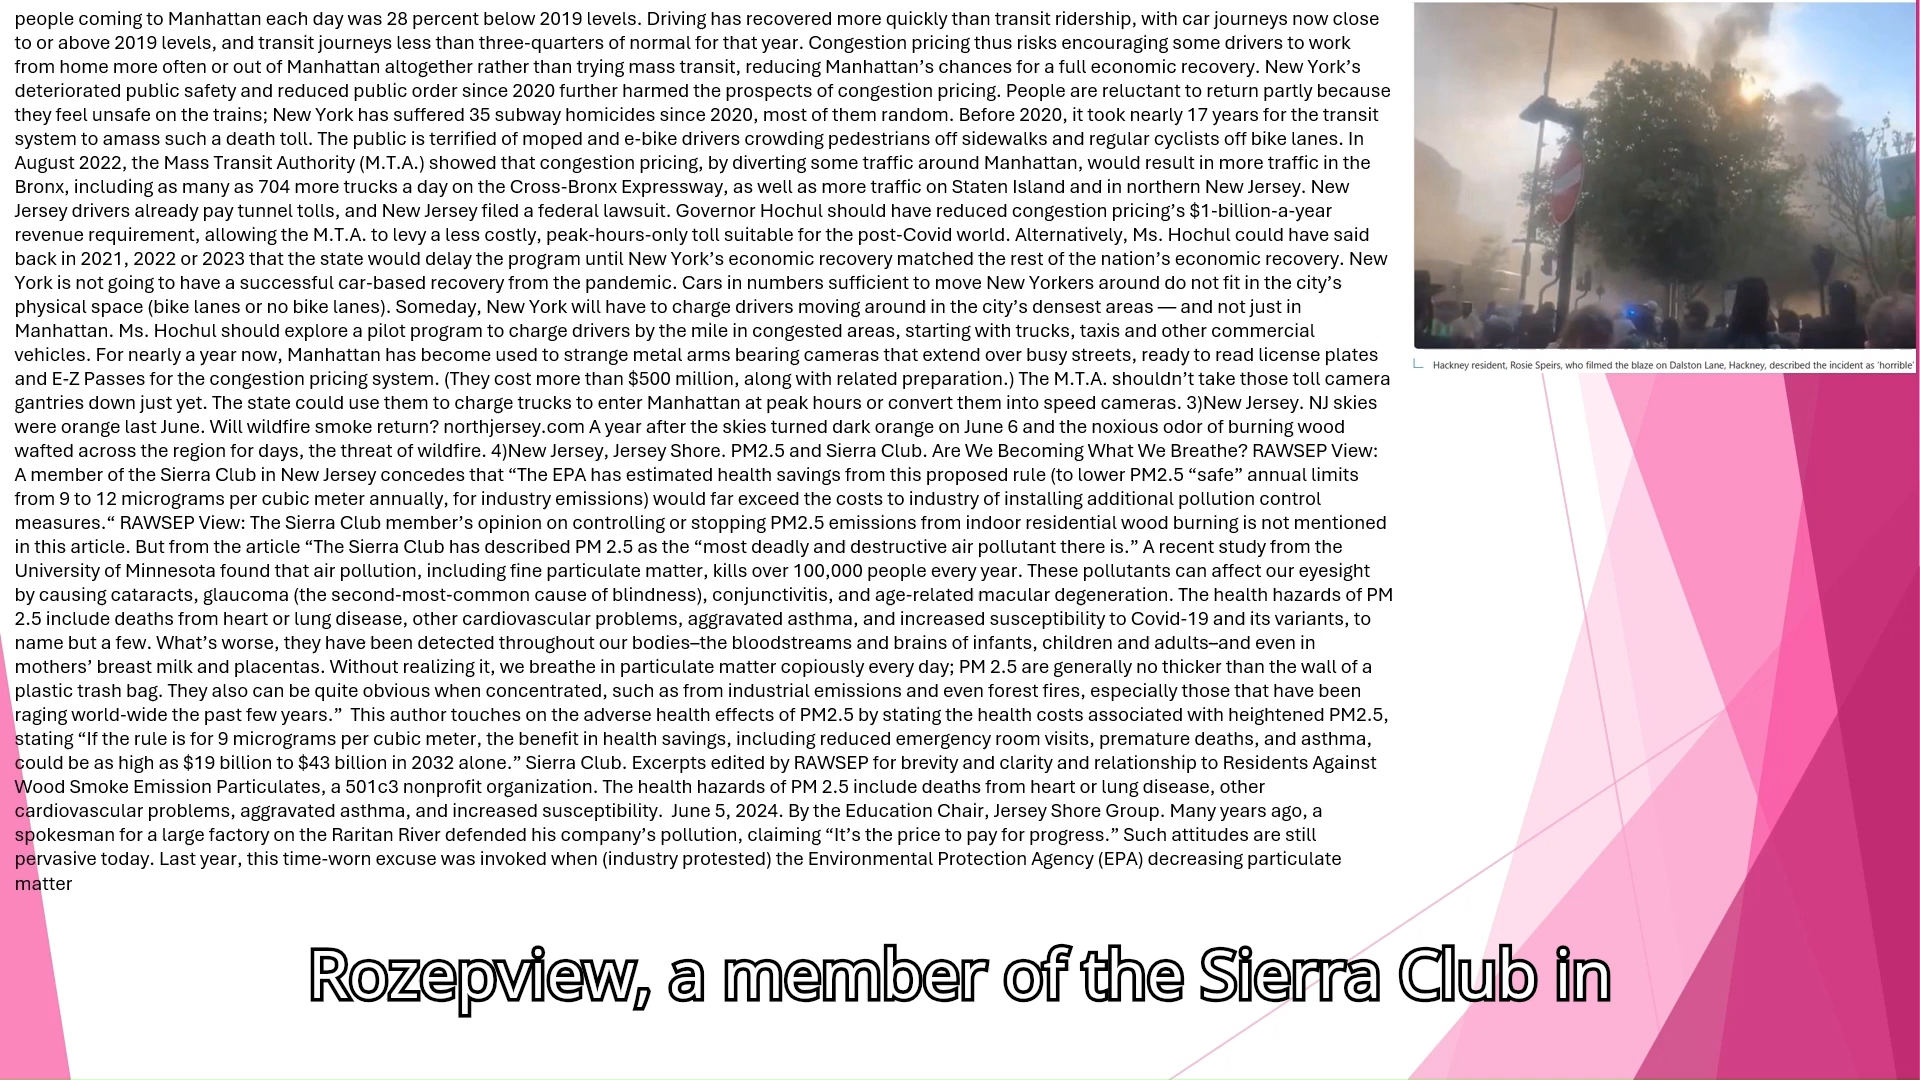 people coming to Manhattan each day was 28 percent below 2019 levels. Driving has recovered more quickly than transit ridership, with car journeys now close
to or above 2019 levels, and transit journeys less than three-quarters of normal for that year. Congestion pricing thus risks encouraging some drivers to work
from home more often or out of Manhattan altogether rather than trying mass transit, reducing Manhattan’s chances for a full economic recovery. New York’s
deteriorated public safety and reduced public order since 2020 further harmed the prospects of congestion pricing. People are reluctant to return partly because
they feel unsafe on the trains; New York has suffered 35 subway homicides since 2020, most of them random. Before 2020, it took nearly 17 years for the transit
system to amass such a death toll. The public is terrified of moped and e-bike drivers crowding pedestrians off sidewalks and regular cyclists off bike lanes. In
August 2022, the Mass Transit Authority (M.T.A.) showed that congestion pricing, by diverting some traffic around Manhattan, would result in more traffic in the
Bronx, including as many as 704 more trucks a day on the Cross-Bronx Expressway, as well as more traffic on Staten Island and in northern New Jersey. New
Jersey drivers already pay tunnel tolls, and New Jersey filed a federal lawsuit. Governor Hochul should have reduced congestion pricing’s $1-billion-a-year
revenue requirement, allowing the M.T.A. to levy a less costly, peak-hours-only toll suitable for the post-Covid world. Alternatively, Ms. Hochul could have said
back in 2021, 2022 or 2023 that the state would delay the program until New York’s economic recovery matched the rest of the nation’s economic recovery. New
York is not going to have a successful car-based recovery from the pandemic. Cars in numbers sufficient to move New Yorkers around do not fit in the city’s
physical space (bike lanes or no bike lanes). Someday, New York will have to charge drivers moving around in the city’s densest areas — and not just in
Manhattan. Ms. Hochul should explore a pilot program to charge drivers by the mile in congested areas, starting with trucks, taxis and other commercial
vehicles. For nearly a year now, Manhattan has become used to strange metal arms bearing cameras that extend over busy streets, ready to read license plates
and E-Z Passes for the congestion pricing system. (They cost more than $500 million, along with related preparation.) The M.T.A. shouldn’t take those toll camera
gantries down just yet. The state could use them to charge trucks to enter Manhattan at peak hours or convert them into speed cameras. 3)New Jersey. NJ skies
were orange last June. Will wildfire smoke return? northjersey.com A year after the skies turned dark orange on June 6 and the noxious odor of burning wood
wafted across the region for days, the threat of wildfire. 4)New Jersey, Jersey Shore. PM2.5 and Sierra Club. Are We Becoming What We Breathe? RAWSEP View:
A member of the Sierra Club in New Jersey concedes that “The EPA has estimated health savings from this proposed rule (to lower PM2.5 “safe” annual limits
from 9 to 12 micrograms per cubic meter annually, for industry emissions) would far exceed the costs to industry of installing additional pollution control
measures.“ RAWSEP View: The Sierra Club member’s opinion on controlling or stopping PM2.5 emissions from indoor residential wood burning is not mentioned
in this article. But from the article “The Sierra Club has described PM 2.5 as the “most deadly and destructive air pollutant there is.” A recent study from the
University of Minnesota found that air pollution, including fine particulate matter, kills over 100,000 people every year. These pollutants can affect our eyesight
by causing cataracts, glaucoma (the second-most-common cause of blindness), conjunctivitis, and age-related macular degeneration. The health hazards of PM
2.5 include deaths from heart or lung disease, other cardiovascular problems, aggravated asthma, and increased susceptibility to Covid-19 and its variants, to
name but a few. What’s worse, they have been detected throughout our bodies–the bloodstreams and brains of infants, children and adults–and even in
mothers’ breast milk and placentas. Without realizing it, we breathe in particulate matter copiously every day; PM 2.5 are generally no thicker than the wall of a
plastic trash bag. They also can be quite obvious when concentrated, such as from industrial emissions and even forest fires, especially those that have been
raging world-wide the past few years.”  This author touches on the adverse health effects of PM2.5 by stating the health costs associated with heightened PM2.5,
stating “If the rule is for 9 micrograms per cubic meter, the benefit in health savings, including reduced emergency room visits, premature deaths, and asthma,
could be as high as $19 billion to $43 billion in 2032 alone.” Sierra Club. Excerpts edited by RAWSEP for brevity and clarity and relationship to Residents Against
Wood Smoke Emission Particulates, a 501c3 nonprofit organization. The health hazards of PM 2.5 include deaths from heart or lung disease, other
cardiovascular problems, aggravated asthma, and increased susceptibility.  June 5, 2024. By the Education Chair, Jersey Shore Group. Many years ago, a
spokesman for a large factory on the Raritan River defended his company’s pollution, claiming “It’s the price to pay for progress.” Such attitudes are still
pervasive today. Last year, this time-worn excuse was invoked when (industry protested) the Environmental Protection Agency (EPA) decreasing particulate
matter
Hackney resident, Rosie Speirs, who filmed the blaze on Dalston Lane, Hackney, described the incident as 'horrible'
Rozepview, a member of the Sierra Club in